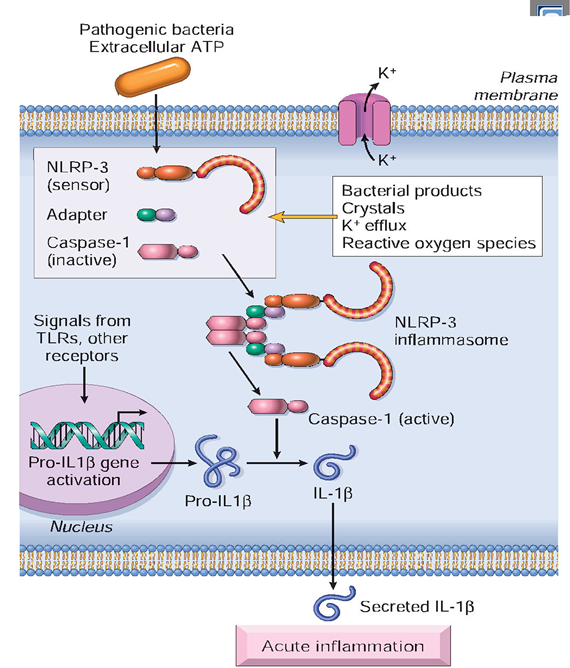 Pathogenic bacteria
Extracellular ATP
K+
Plasma
membrane
K+
NLRP-3
(sensor)
Adapter
Caspase-1
(inactive)
Bacterial products
Crystals
K+ efflux
Reactive oxygen species
Signals from
TLRs, other
receptors
NLRP-3
inflammasome
Caspase-1 (active)
Pro-IL1β gene
activation
Pro-IL1β
IL-1β
Nucleus
Secreted IL-1β
Acute inflammation